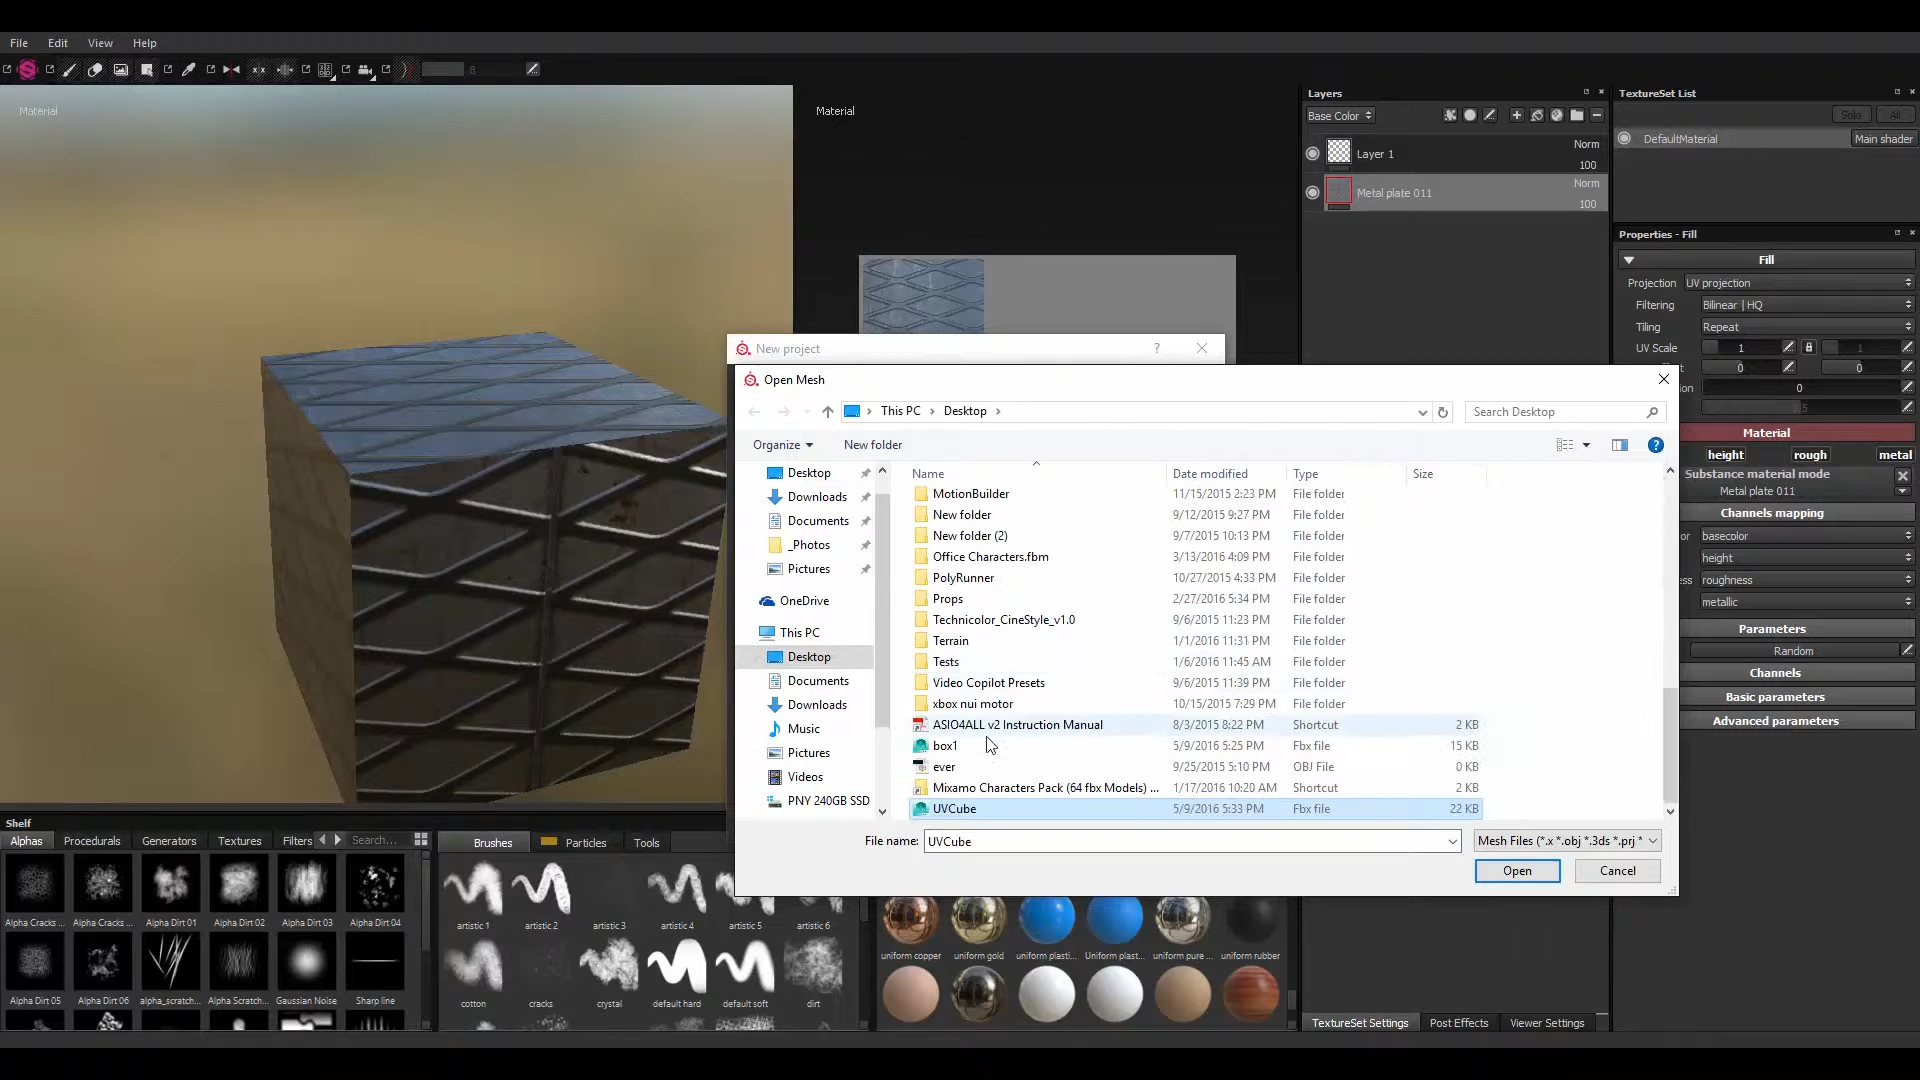 File Edit View Help
8
Material
Material
Layers
Base Color
Layer 1
Norm
100
Metal plate 011
Norm
100
TextureSet List
Solo All
DefaultMaterial
Main shader
Properties - Fill
Fill
Projection UV projection
Filtering Bilinear | HQ
Tiling Repeat
UV Scale 1 1
0 0
0
Material
height rough metal
Substance material mode
Metal plate 011
Channels mapping
basecolor
height
roughness
metallic
Parameters
Random
Channels
Basic parameters
Advanced parameters
New project
?
Open Mesh
This PC Desktop
Search Desktop
Organize New folder
Desktop
Downloads
Documents
_Photos
Pictures
OneDrive
This PC
Desktop
Documents
Downloads
Music
Pictures
Videos
PNY 240GB SSD
Name Date modified Type Size
MotionBuilder 11/15/2015 2:23 PM File folder
New folder 9/12/2015 9:27 PM File folder
New folder (2) 9/7/2015 10:13 PM File folder
Office Characters.fbm 3/13/2016 4:09 PM File folder
PolyRunner 10/27/2015 4:33 PM File folder
Props 2/27/2016 5:34 PM File folder
Technicolor_CineStyle_v1.0 9/6/2015 11:23 PM File folder
Terrain 1/1/2016 11:31 PM File folder
Tests 1/6/2016 11:45 AM File folder
Video Copilot Presets 9/6/2015 11:39 PM File folder
xbox nui motor 10/15/2015 7:29 PM File folder
ASIO4ALL v2 Instruction Manual 8/3/2015 8:22 PM Shortcut 2 KB
box1 5/9/2016 5:25 PM Fbx file 15 KB
ever 9/25/2015 5:10 PM OBJ File 0 KB
Mixamo Characters Pack (64 fbx Models) ... 1/17/2016 10:20 AM Shortcut 2 KB
UVCube 5/9/2016 5:33 PM Fbx file 22 KB
File name: UVCube
Mesh Files (*.x *.obj *.3ds *.prj *
Open Cancel
Shelf
Alphas Procedurals Generators Textures Filters Search...
Brushes Particles Tools
Alpha Cracks ... Alpha Cracks ... Alpha Dirt 01 Alpha Dirt 02 Alpha Dirt 03 Alpha Dirt 04
Alpha Dirt 05 Alpha Dirt 06 alpha_scratch... Alpha Scratch... Gaussian Noise Sharp line
artistic 1 artistic 2 artistic 3 artistic 4 artistic 5 artistic 6
cotton cracks crystal default hard default soft dirt
uniform copper uniform gold uniform plasti... Uniform plast... uniform pure ... uniform rubber
TextureSet Settings Post Effects Viewer Settings